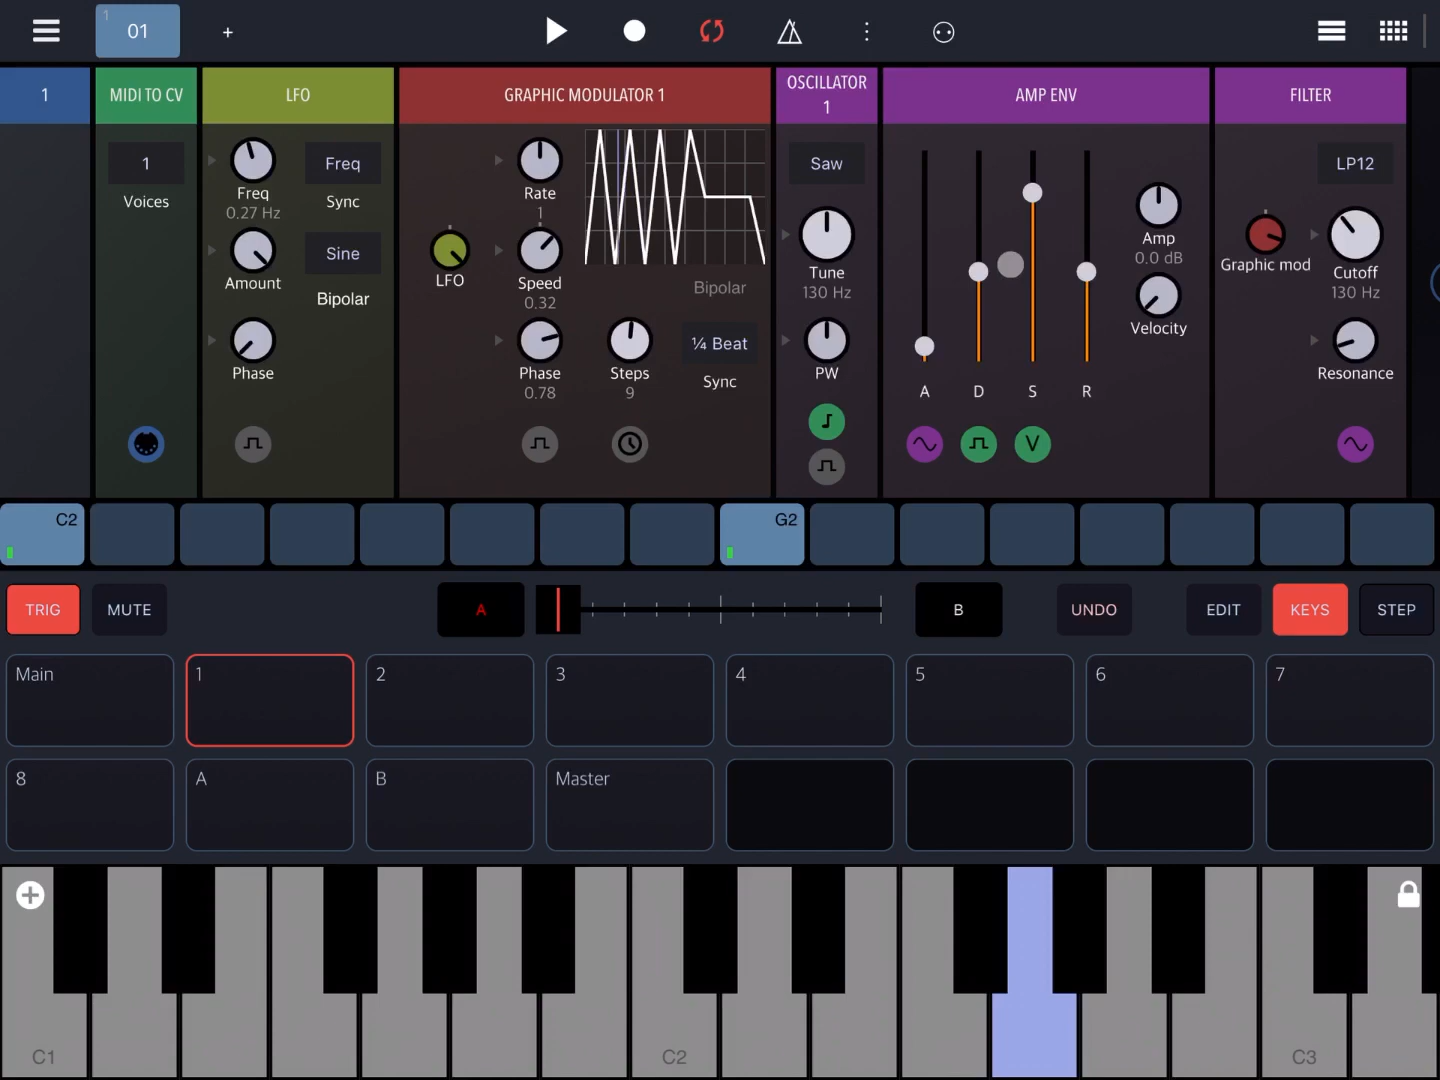 1
01
+
1
MIDI TO CV
LFO
GRAPHIC MODULATOR 1
OSCILLATOR
1
AMP ENV
FILTER
1
Voices
Freq
0.27 Hz
Freq
Sync
Amount
Sine
Bipolar
Phase
LFO
Rate
1
Speed
0.32
Bipolar
Phase
0.78
Steps
9
¼ Beat
Sync
Saw
Tune
130 Hz
PW
A
D
S
R
V
Amp
0.0 dB
Velocity
LP12
Graphic mod
Cutoff
130 Hz
Resonance
C2
G2
TRIG
MUTE
A
B
UNDO
EDIT
KEYS
STEP
Main
1
2
3
4
5
6
7
8
A
B
Master
C1
C2
C3